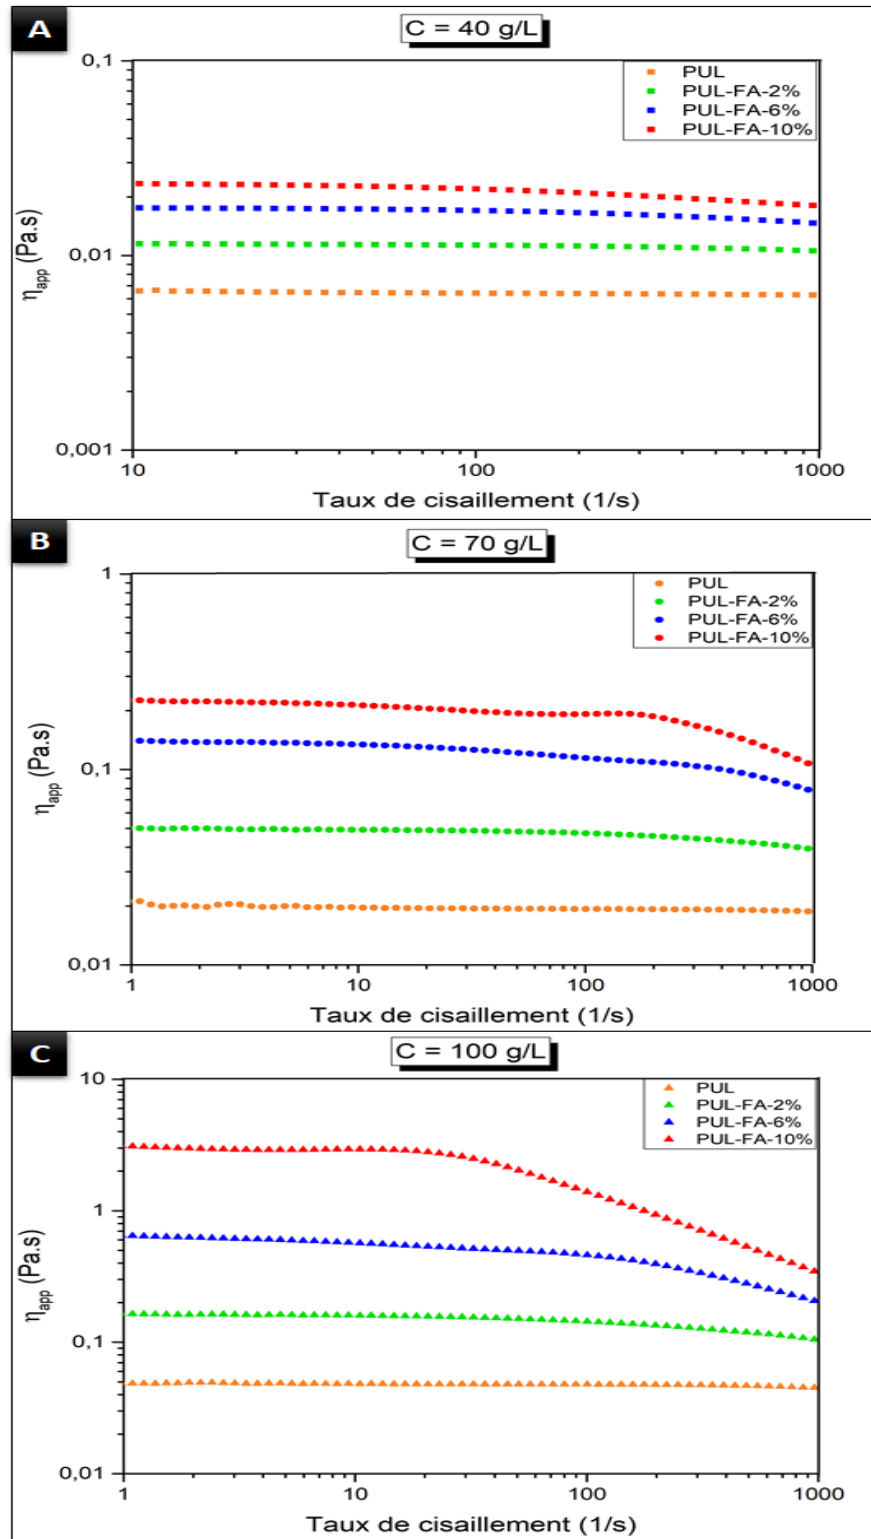 A
C = 40 g/L
0,1
0,01
0,001
ηapp (Pa.s)
PUL
PUL-FA-2%
PUL-FA-6%
PUL-FA-10%
10
100
1000
Taux de cisaillement (1/s)
B
C = 70 g/L
1
0,1
0,01
ηapp (Pa.s)
PUL
PUL-FA-2%
PUL-FA-6%
PUL-FA-10%
1
10
100
1000
Taux de cisaillement (1/s)
C
C = 100 g/L
10
1
0,1
0,01
ηapp (Pa.s)
PUL
PUL-FA-2%
PUL-FA-6%
PUL-FA-10%
1
10
100
1000
Taux de cisaillement (1/s)